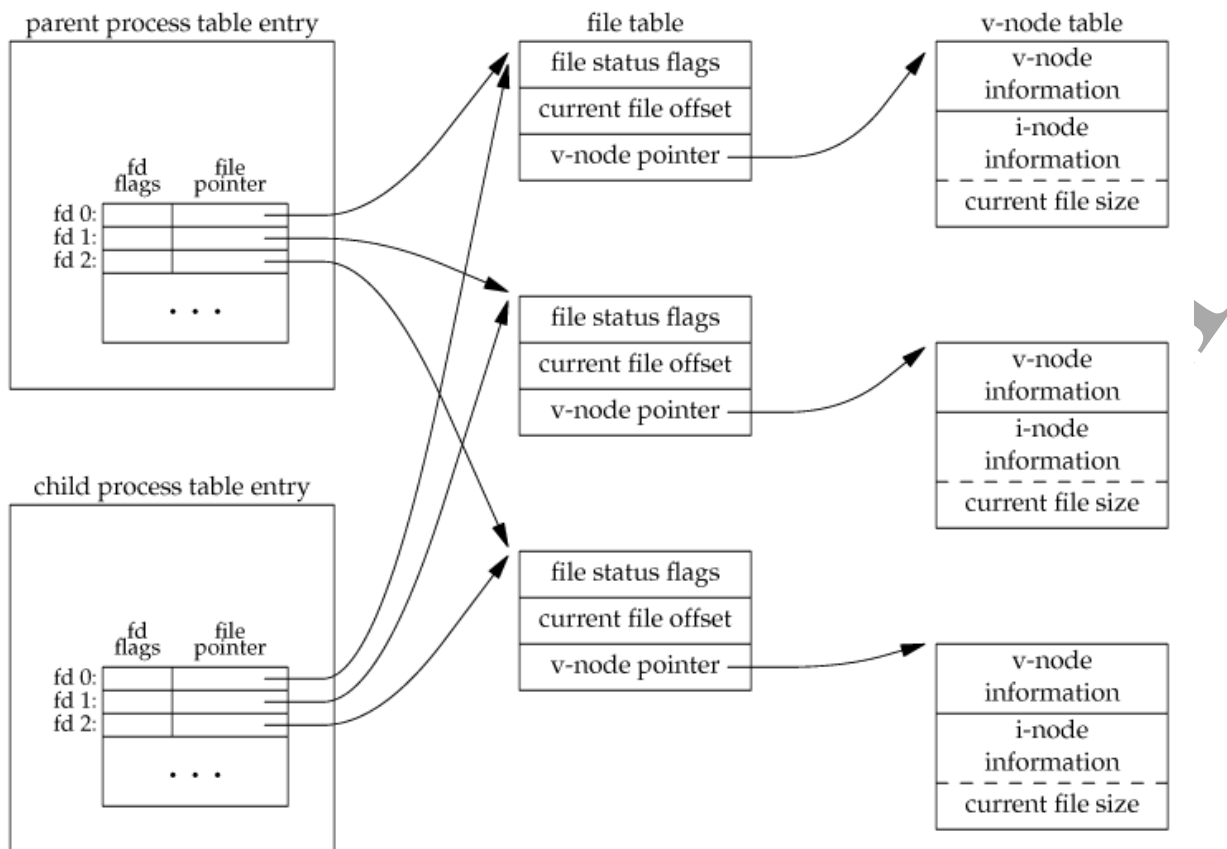 parent process table entry
fd
flags
file
pointer
fd 0:
fd 1:
fd 2:
. . .
child process table entry
fd
flags
file
pointer
fd 0:
fd 1:
fd 2:
. . .
file table
file status flags
current file offset
v-node pointer
file status flags
current file offset
v-node pointer
file status flags
current file offset
v-node pointer
v-node table
v-node
information
i-node
information
current file size
v-node
information
i-node
information
current file size
v-node
information
i-node
information
current file size